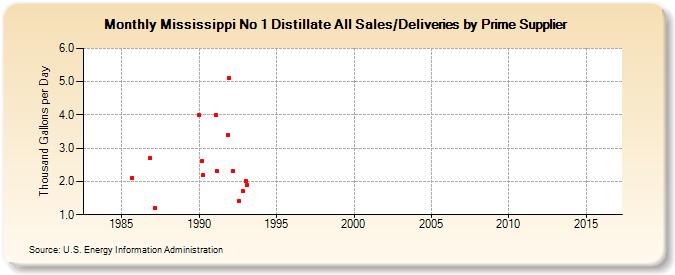 Monthly Mississippi No 1 Distillate All Sales/Deliveries by Prime Supplier
Thousand Gallons per Day
6.0
5.0
4.0
3.0
2.0
1.0
1985 1990 1995 2000 2005 2010 2015
Source: U.S. Energy Information Administration